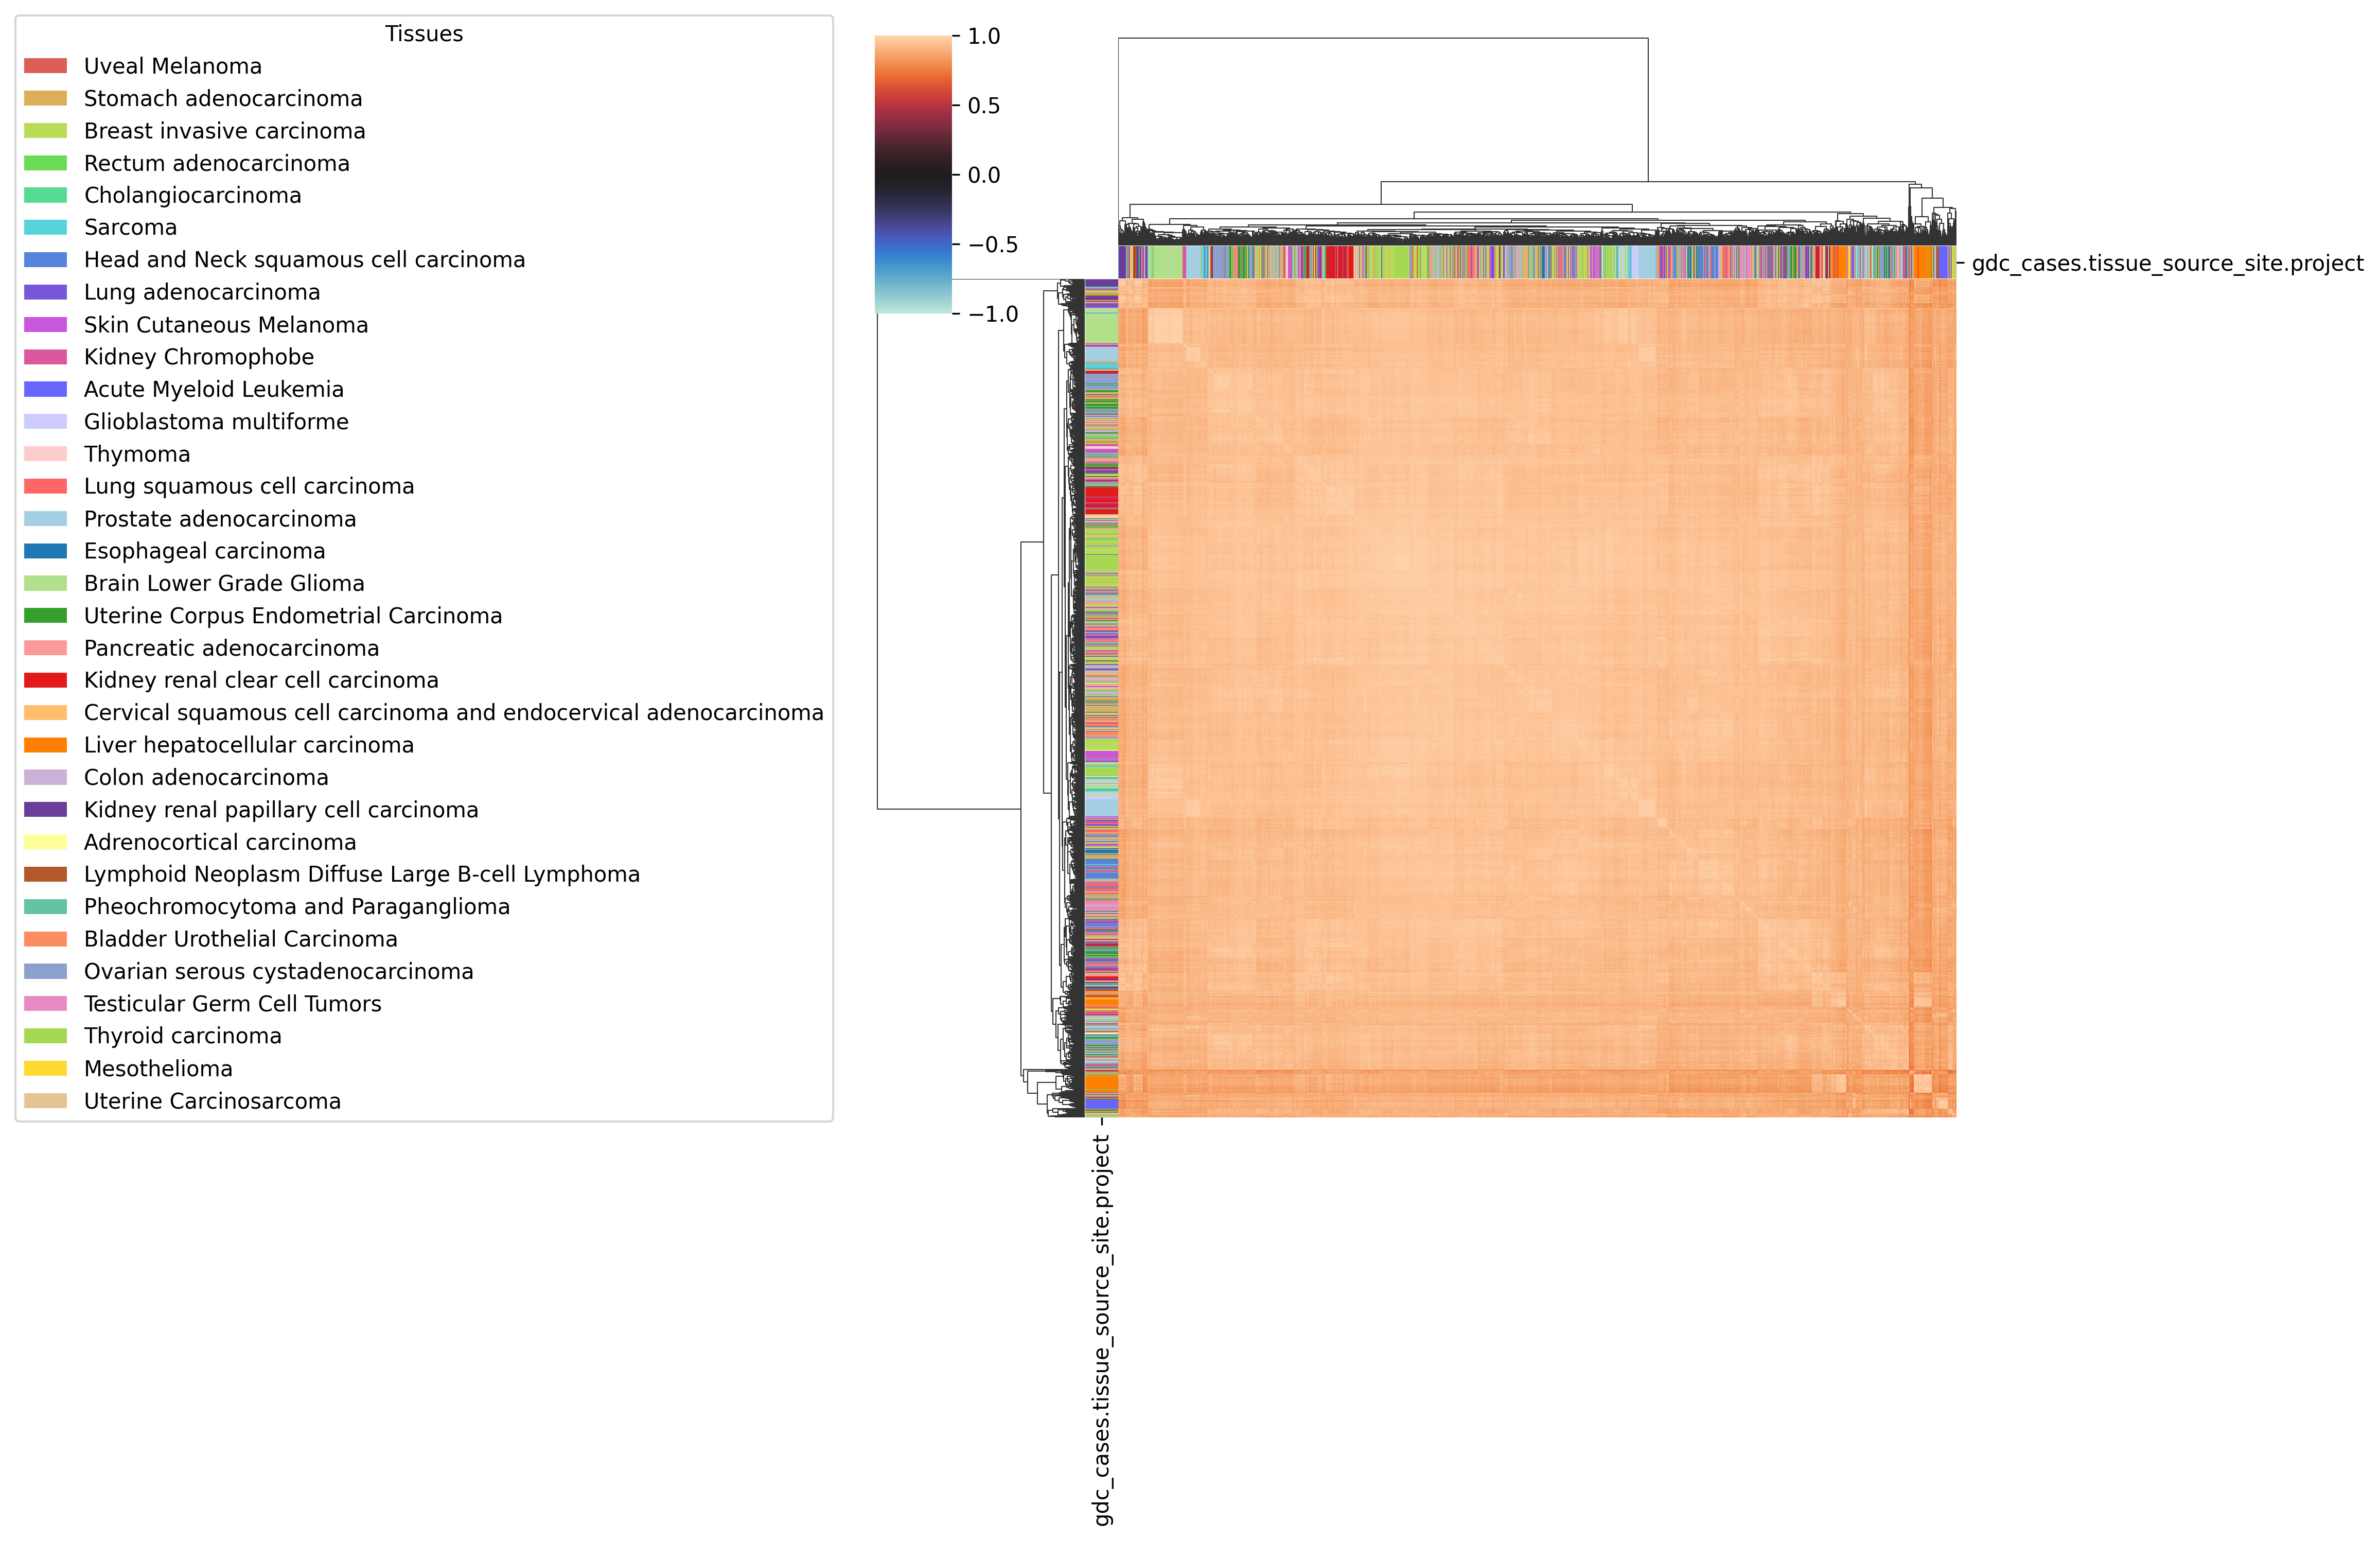 Tissues
Uveal Melanoma
Stomach adenocarcinoma
Breast invasive carcinoma
Rectum adenocarcinoma
Cholangiocarcinoma
Sarcoma
Head and Neck squamous cell carcinoma
Lung adenocarcinoma
Skin Cutaneous Melanoma
Kidney Chromophobe
Acute Myeloid Leukemia
Glioblastoma multiforme
Thymoma
Lung squamous cell carcinoma
Prostate adenocarcinoma
Esophageal carcinoma
Brain Lower Grade Glioma
Uterine Corpus Endometrial Carcinoma
Pancreatic adenocarcinoma
Kidney renal clear cell carcinoma
Cervical squamous cell carcinoma and endocervical adenocarcinoma
Liver hepatocellular carcinoma
Colon adenocarcinoma
Kidney renal papillary cell carcinoma
Adrenocortical carcinoma
Lymphoid Neoplasm Diffuse Large B-cell Lymphoma
Pheochromocytoma and Paraganglioma
Bladder Urothelial Carcinoma
Ovarian serous cystadenocarcinoma
Testicular Germ Cell Tumors
Thyroid carcinoma
Mesothelioma
Uterine Carcinosarcoma
1.0
0.5
0.0
−0.5
−1.0
gdc_cases.tissue_source_site.project
gdc_cases.tissue_source_site.project